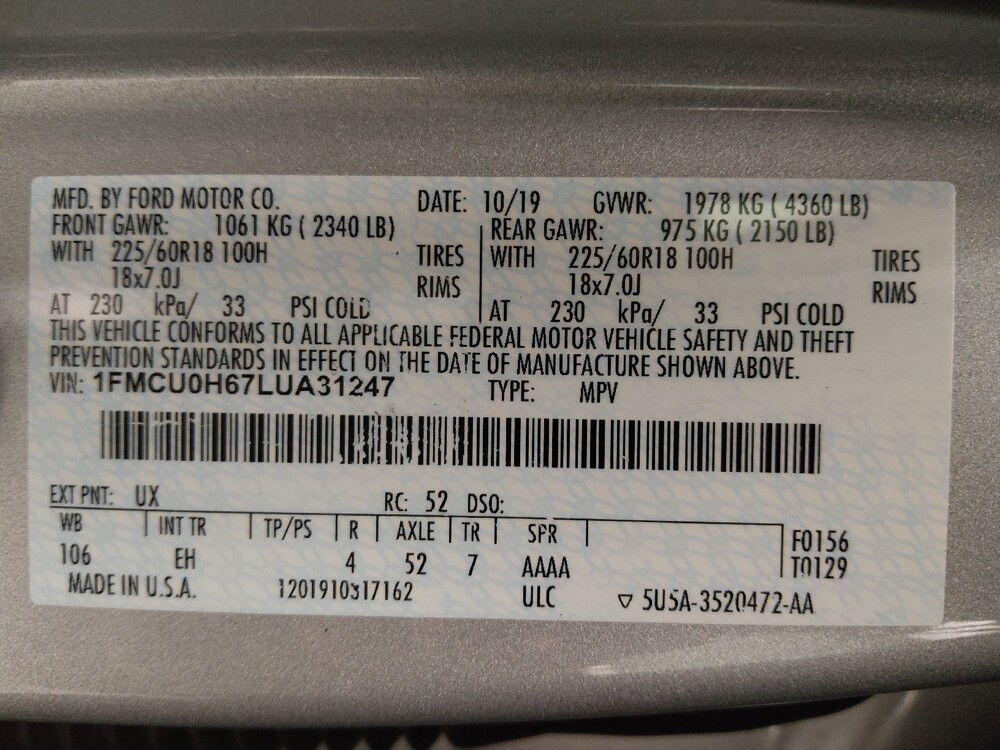 MFD. BY FORD MOTOR CO. DATE: 10/19 GVWR: 1978 KG ( 4360 LB)
FRONT GAWR: 1061 KG ( 2340 LB) REAR GAWR: 975 KG ( 2150 LB)
WITH 225/60R18 100H TIRES WITH 225/60R18 100H TIRES
18x7.0J RIMS 18x7.0J RIMS
AT 230 kPa/ 33 PSI COLD AT 230 kPa/ 33 PSI COLD
THIS VEHICLE CONFORMS TO ALL APPLICABLE FEDERAL MOTOR VEHICLE SAFETY AND THEFT
PREVENTION STANDARDS IN EFFECT ON THE DATE OF MANUFACTURE SHOWN ABOVE.
VIN: 1FMCU0H67LUA31247 TYPE: MPV
EXT PNT: UX RC: 52 DSO:
WB INT TR TP/PS R AXLE TR SPR F0156
106 EH 4 52 7 AAAA T0129
MADE IN U.S.A. 1201910317162 ULC ▽ 5U5A-3520472-AA